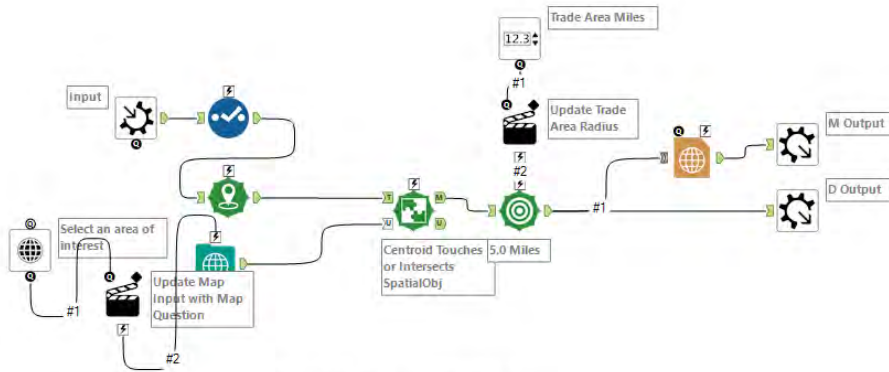 Trade Area Miles
12.3
#1
input
Update Trade
Area Radius
M Output
#2
D Output
#1
Select an area of
interest
Centroid Touches
or Intersects
SpatialObj
5.0 Miles
Update Map
Input with Map
Question
#1
#2
T
M
U
U
Q
Q
Q
Q
Q
Q
Q